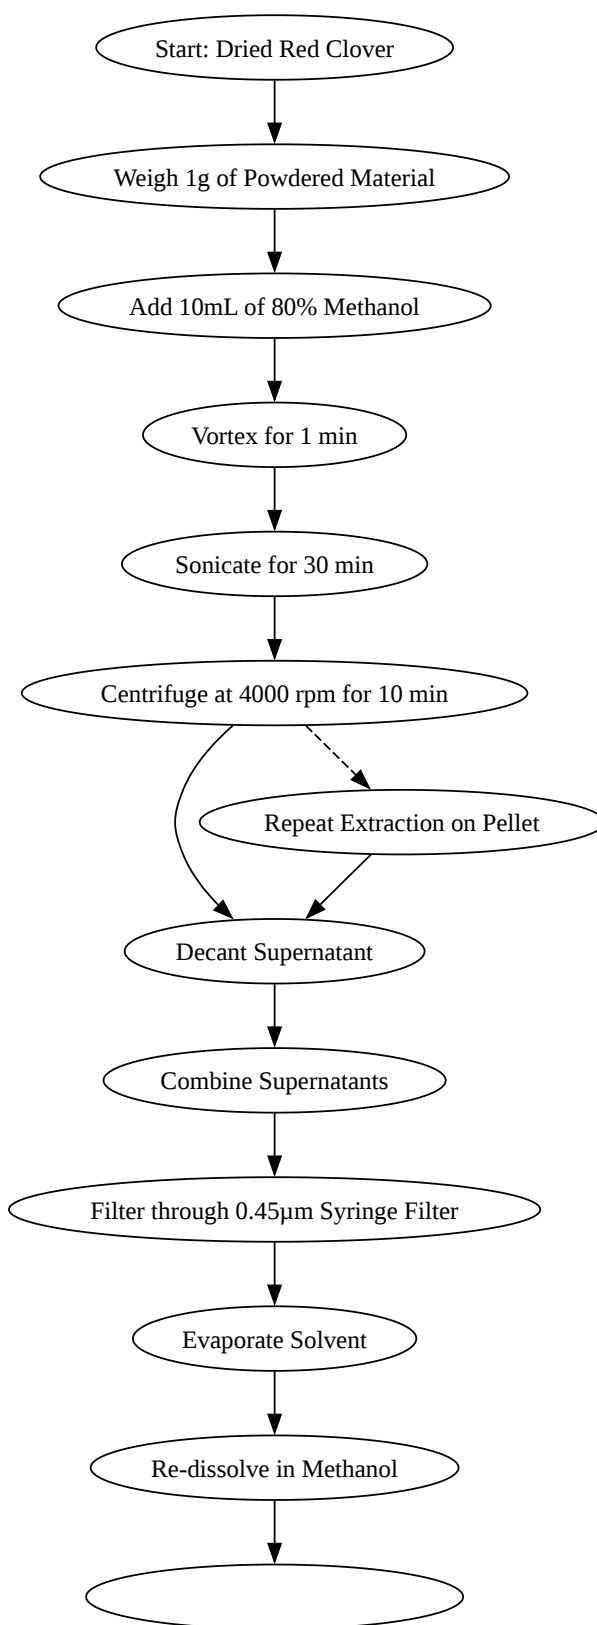 Start: Dried Red Clover
Weigh 1g of Powdered Material
Add 10mL of 80% Methanol
Vortex for 1 min
Sonicate for 30 min
Centrifuge at 4000 rpm for 10 min
Repeat Extraction on Pellet
Decant Supernatant
Combine Supernatants
Filter through 0.45µm Syringe Filter
Evaporate Solvent
Re-dissolve in Methanol